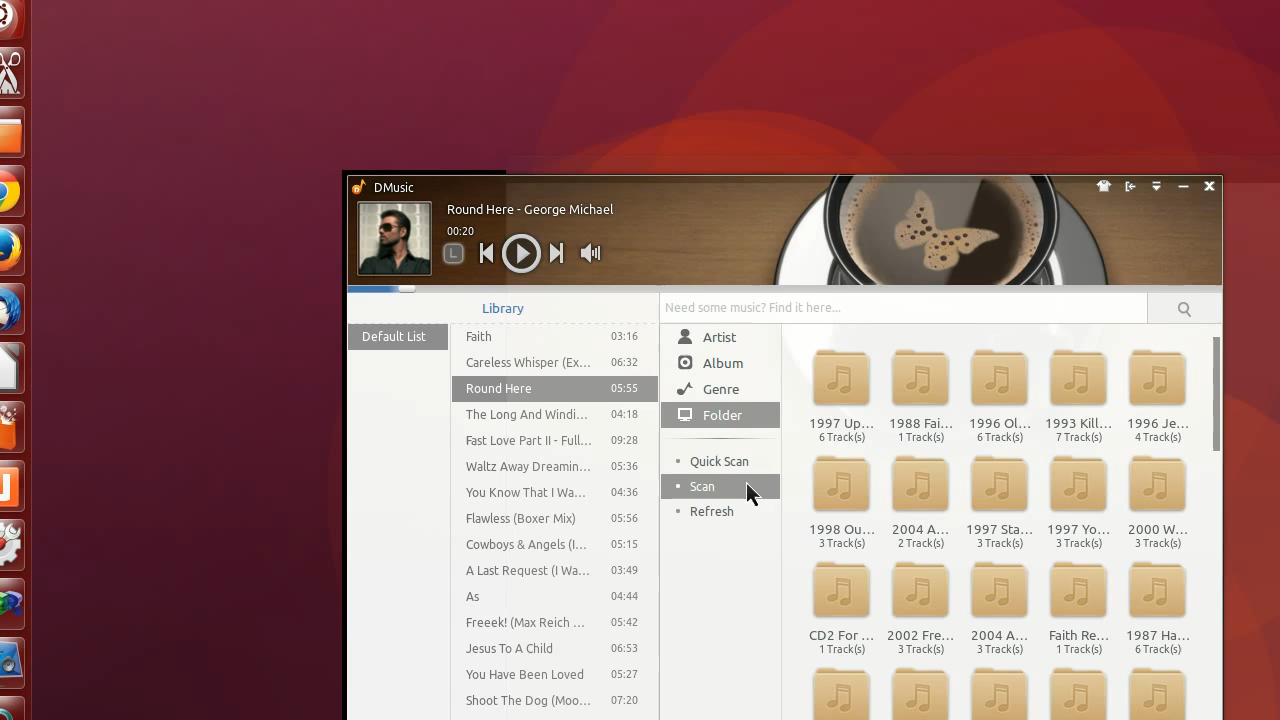 DMusic
Round Here - George Michael
00:20
L
Library
Need some music? Find it here...
Default List
Faith 03:16
Careless Whisper (Ex... 06:32
Round Here 05:55
The Long And Windi... 04:18
Fast Love Part II - Full... 09:28
Waltz Away Dreamin... 05:36
You Know That I Wa... 04:36
Flawless (Boxer Mix) 05:56
Cowboys & Angels (I... 05:15
A Last Request (I Wa... 03:49
As 04:44
Freeek! (Max Reich ... 05:42
Jesus To A Child 06:53
You Have Been Loved 05:27
Shoot The Dog (Moo... 07:20
Artist
Album
Genre
Folder
Quick Scan
Scan
Refresh
1997 Up... 1988 Fai... 1996 Ol... 1993 Kill... 1996 Je...
6 Track(s) 1 Track(s) 6 Track(s) 7 Track(s) 4 Track(s)
1998 Ou... 2004 A... 1997 Sta... 1997 Yo... 2000 W...
3 Track(s) 2 Track(s) 3 Track(s) 3 Track(s) 3 Track(s)
CD2 For ... 2002 Fre... 2004 A... Faith Re... 1987 Ha...
1 Track(s) 3 Track(s) 3 Track(s) 1 Track(s) 6 Track(s)